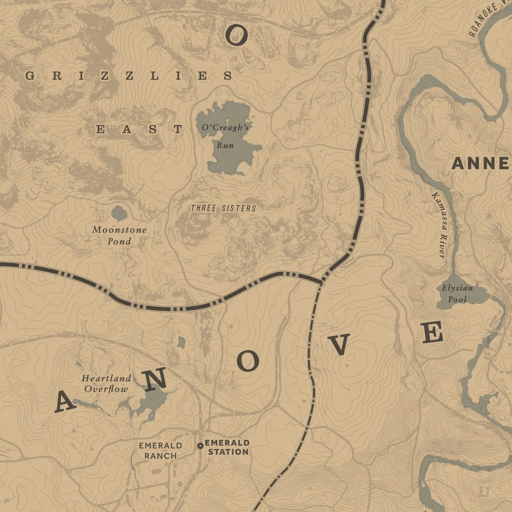 ROANOKE
O
GRIZZLIES
EAST
O'Creagh's
Run
ANNE
THREE SISTERS
Kamassa River
Moonstone
Pond
Elysian
Pool
V
E
O
N
A
Heartland
Overflow
EMERALD
RANCH
EMERALD
STATION